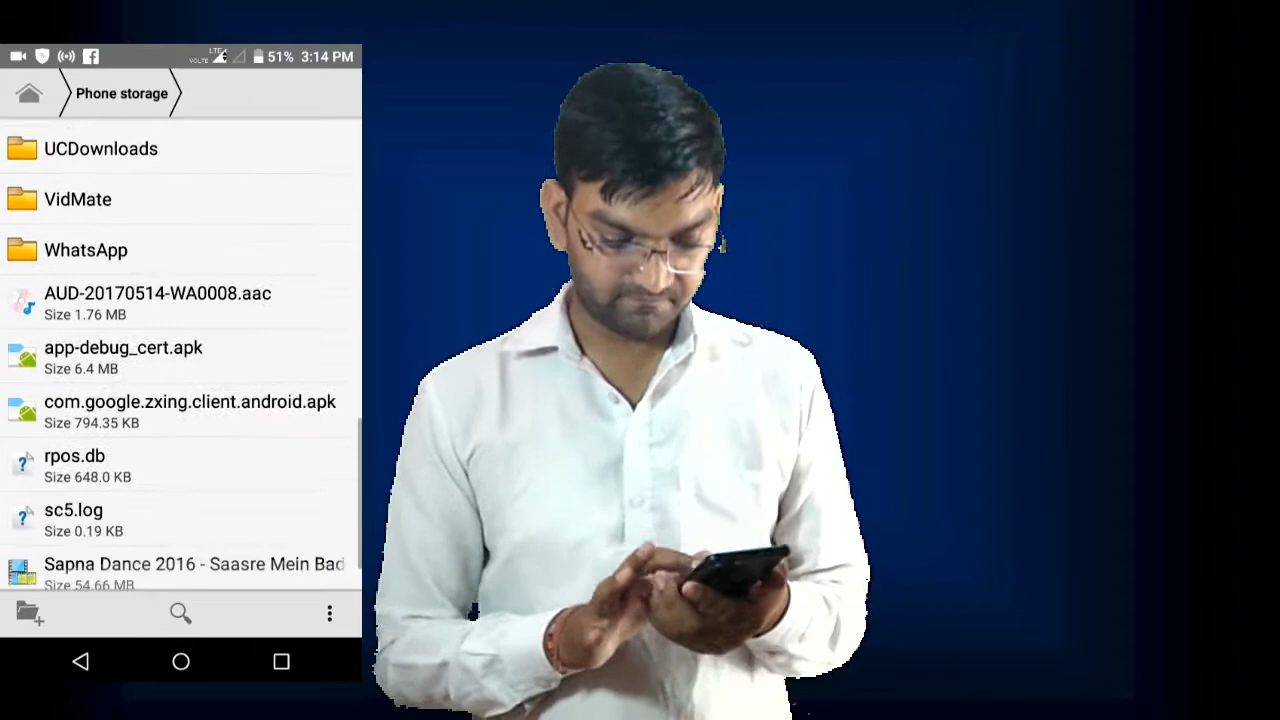 LTE
VOLTE
51% 3:14 PM
Phone storage
UCDownloads
VidMate
WhatsApp
AUD-20170514-WA0008.aac
Size 1.76 MB
app-debug_cert.apk
Size 6.4 MB
com.google.zxing.client.android.apk
Size 794.35 KB
rpos.db
Size 648.0 KB
sc5.log
Size 0.19 KB
Sapna Dance 2016 - Saasre Mein Bad
Size 54.66 MB